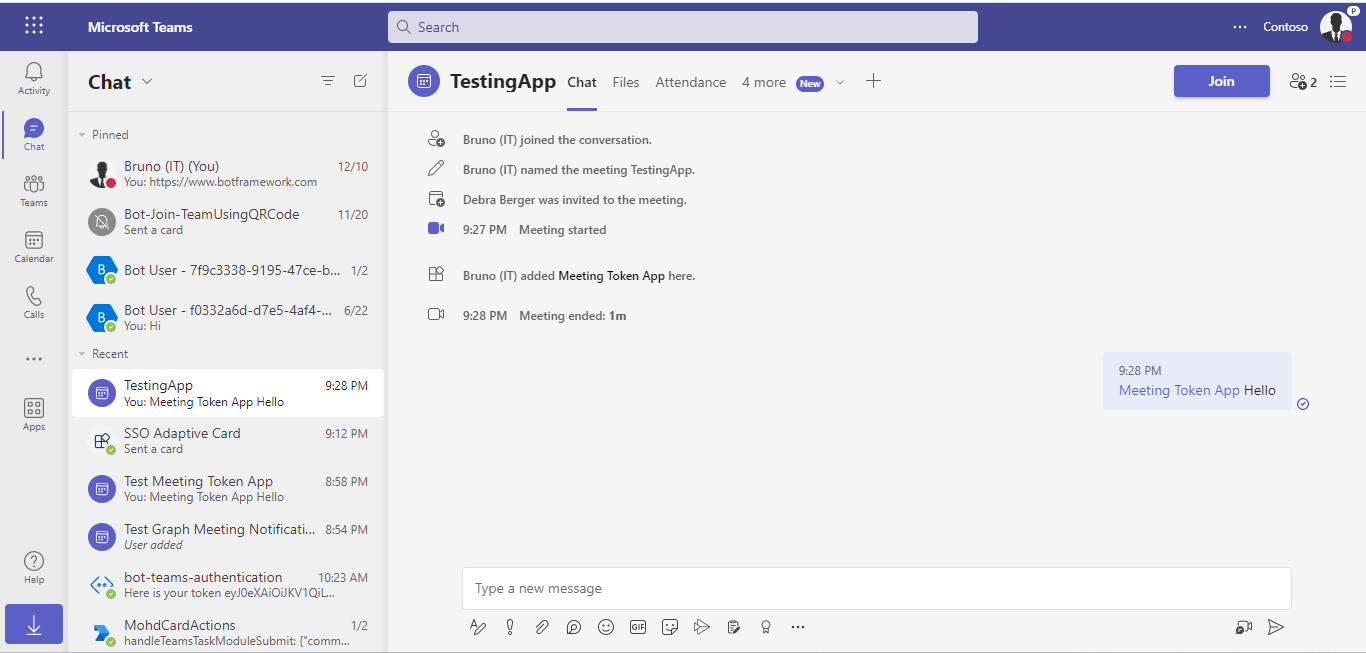 Microsoft Teams
Search
Contoso
P
Activity
Chat
Teams
Calendar
Calls
Apps
Help
Chat
Pinned
Bruno (IT) (You) 12/10
You: https://www.botframework.com
Bot-Join-TeamUsingQRCode 11/20
Sent a card
B
Bot User - 7f9c3338-9195-47ce-b... 1/2
B
Bot User - f0332a6d-d7e5-4af4-... 6/22
You: Hi
Recent
TestingApp 9:28 PM
You: Meeting Token App Hello
SSO Adaptive Card 9:12 PM
Sent a card
Test Meeting Token App 8:58 PM
You: Meeting Token App Hello
Test Graph Meeting Notificati... 8:54 PM
User added
bot-teams-authentication 10:23 AM
Here is your token eyJ0eXAiOiJKV1QiL...
MohdCardActions 1/2
handleTeamsTaskModuleSubmit: {"comm...
TestingApp Chat Files Attendance 4 more New
Join
2
Bruno (IT) joined the conversation.
Bruno (IT) named the meeting TestingApp.
Debra Berger was invited to the meeting.
9:27 PM Meeting started
Bruno (IT) added Meeting Token App here.
9:28 PM Meeting ended: 1m
9:28 PM
Meeting Token App Hello
Type a new message
GIF